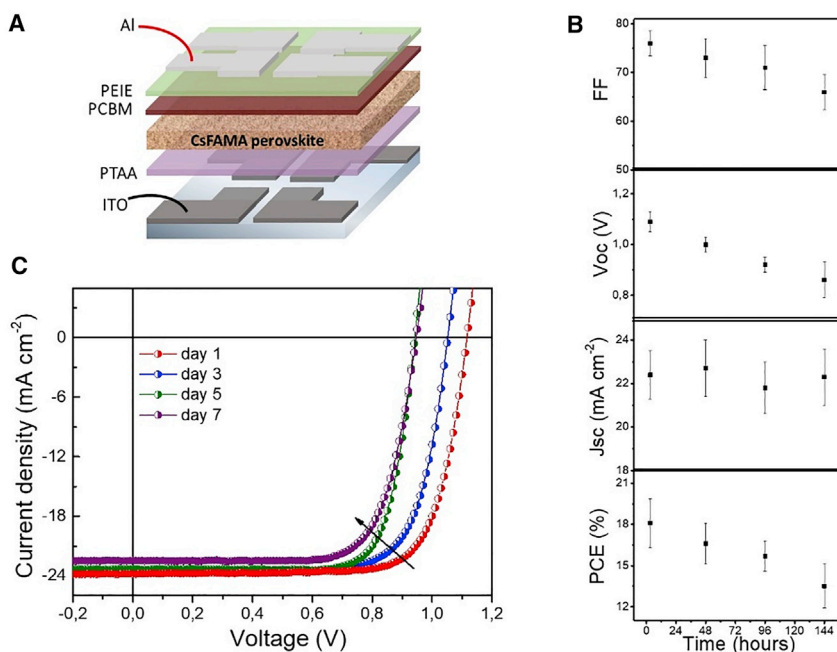 A
Al
PEIE
PCBM
CsFAMA perovskite
PTAA
ITO
B
80
70
60
50
FF
1,2
1,0
0,8
Voc (V)
24
22
20
18
Jsc (mA cm-2)
21
18
15
12
PCE (%)
0 24 48 72 96 120 144
Time (hours)
C
0
-6
-12
-18
-24
Current density (mA cm-2)
day 1
day 3
day 5
day 7
-0,2 0,0 0,2 0,4 0,6 0,8 1,0 1,2
Voltage (V)